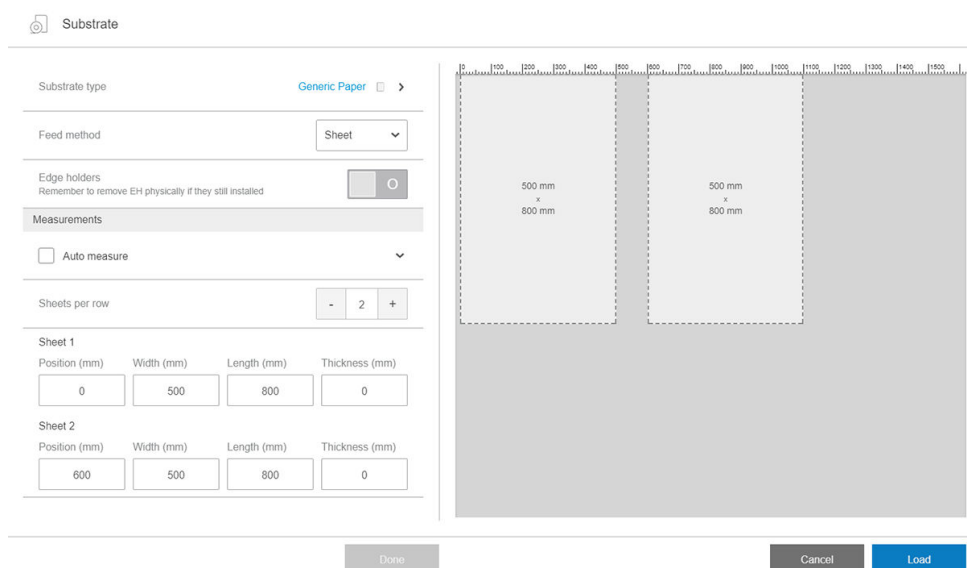 Substrate
Substrate type
Generic Paper
Feed method
Sheet
Edge holders
Remember to remove EH physically if they still installed
O
Measurements
Auto measure
Sheets per row
- 2 +
Sheet 1
Position (mm) Width (mm) Length (mm) Thickness (mm)
0 500 800 0
Sheet 2
Position (mm) Width (mm) Length (mm) Thickness (mm)
600 500 800 0
0 100 200 300 400 500 600 700 800 900 1000 1100 1200 1300 1400 1500
500 mm
x
800 mm
500 mm
x
800 mm
Done
Cancel
Load